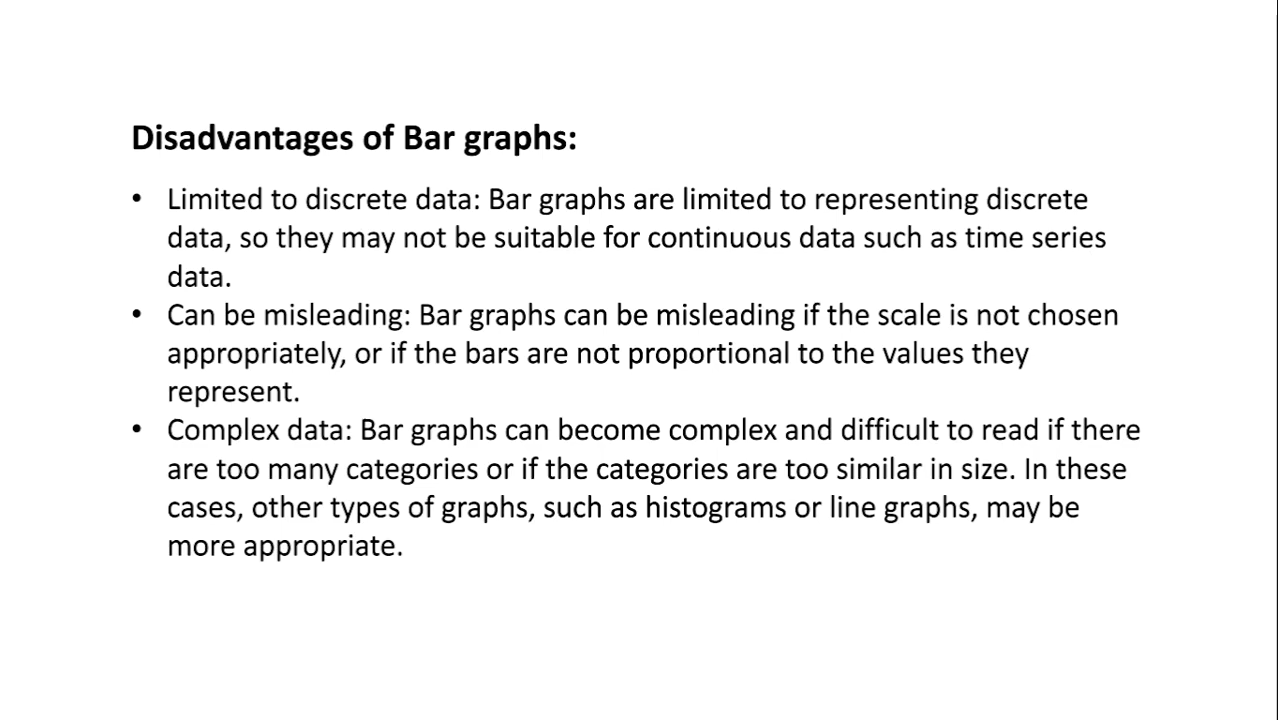 Disadvantages of Bar graphs:
• Limited to discrete data: Bar graphs are limited to representing discrete
data, so they may not be suitable for continuous data such as time series
data.
• Can be misleading: Bar graphs can be misleading if the scale is not chosen
appropriately, or if the bars are not proportional to the values they
represent.
• Complex data: Bar graphs can become complex and difficult to read if there
are too many categories or if the categories are too similar in size. In these
cases, other types of graphs, such as histograms or line graphs, may be
more appropriate.